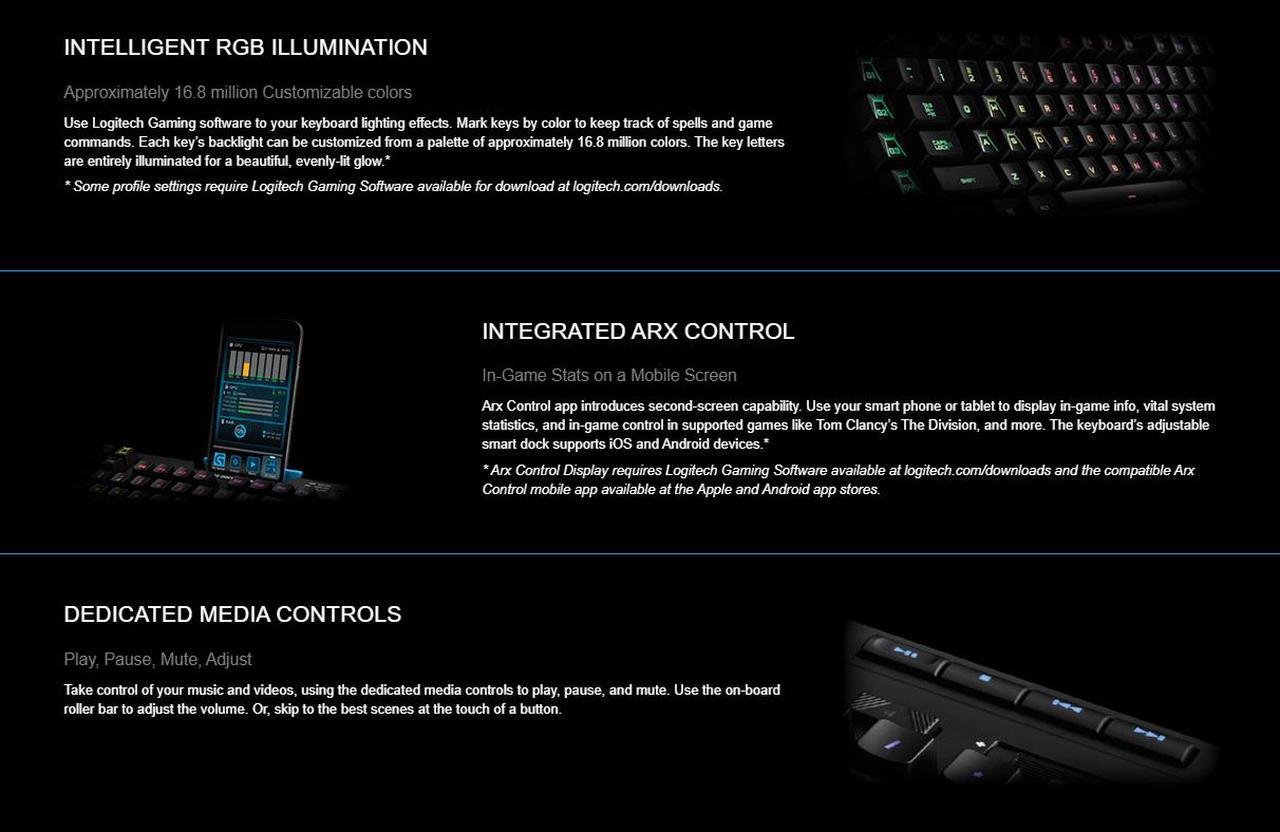 INTELLIGENT RGB ILLUMINATION
Approximately 16.8 million Customizable colors
Use Logitech Gaming software to your keyboard lighting effects. Mark keys by color to keep track of spells and game
commands. Each key's backlight can be customized from a palette of approximately 16.8 million colors. The key letters
are entirely illuminated for a beautiful, evenly-lit glow.*
* Some profile settings require Logitech Gaming Software available for download at logitech.com/downloads.
INTEGRATED ARX CONTROL
In-Game Stats on a Mobile Screen
Arx Control app introduces second-screen capability. Use your smart phone or tablet to display in-game info, vital system
statistics, and in-game control in supported games like Tom Clancy's The Division, and more. The keyboard's adjustable
smart dock supports iOS and Android devices.*
* Arx Control Display requires Logitech Gaming Software available at logitech.com/downloads and the compatible Arx
Control mobile app available at the Apple and Android app stores.
DEDICATED MEDIA CONTROLS
Play, Pause, Mute, Adjust
Take control of your music and videos, using the dedicated media controls to play, pause, and mute. Use the on-board
roller bar to adjust the volume. Or, skip to the best scenes at the touch of a button.